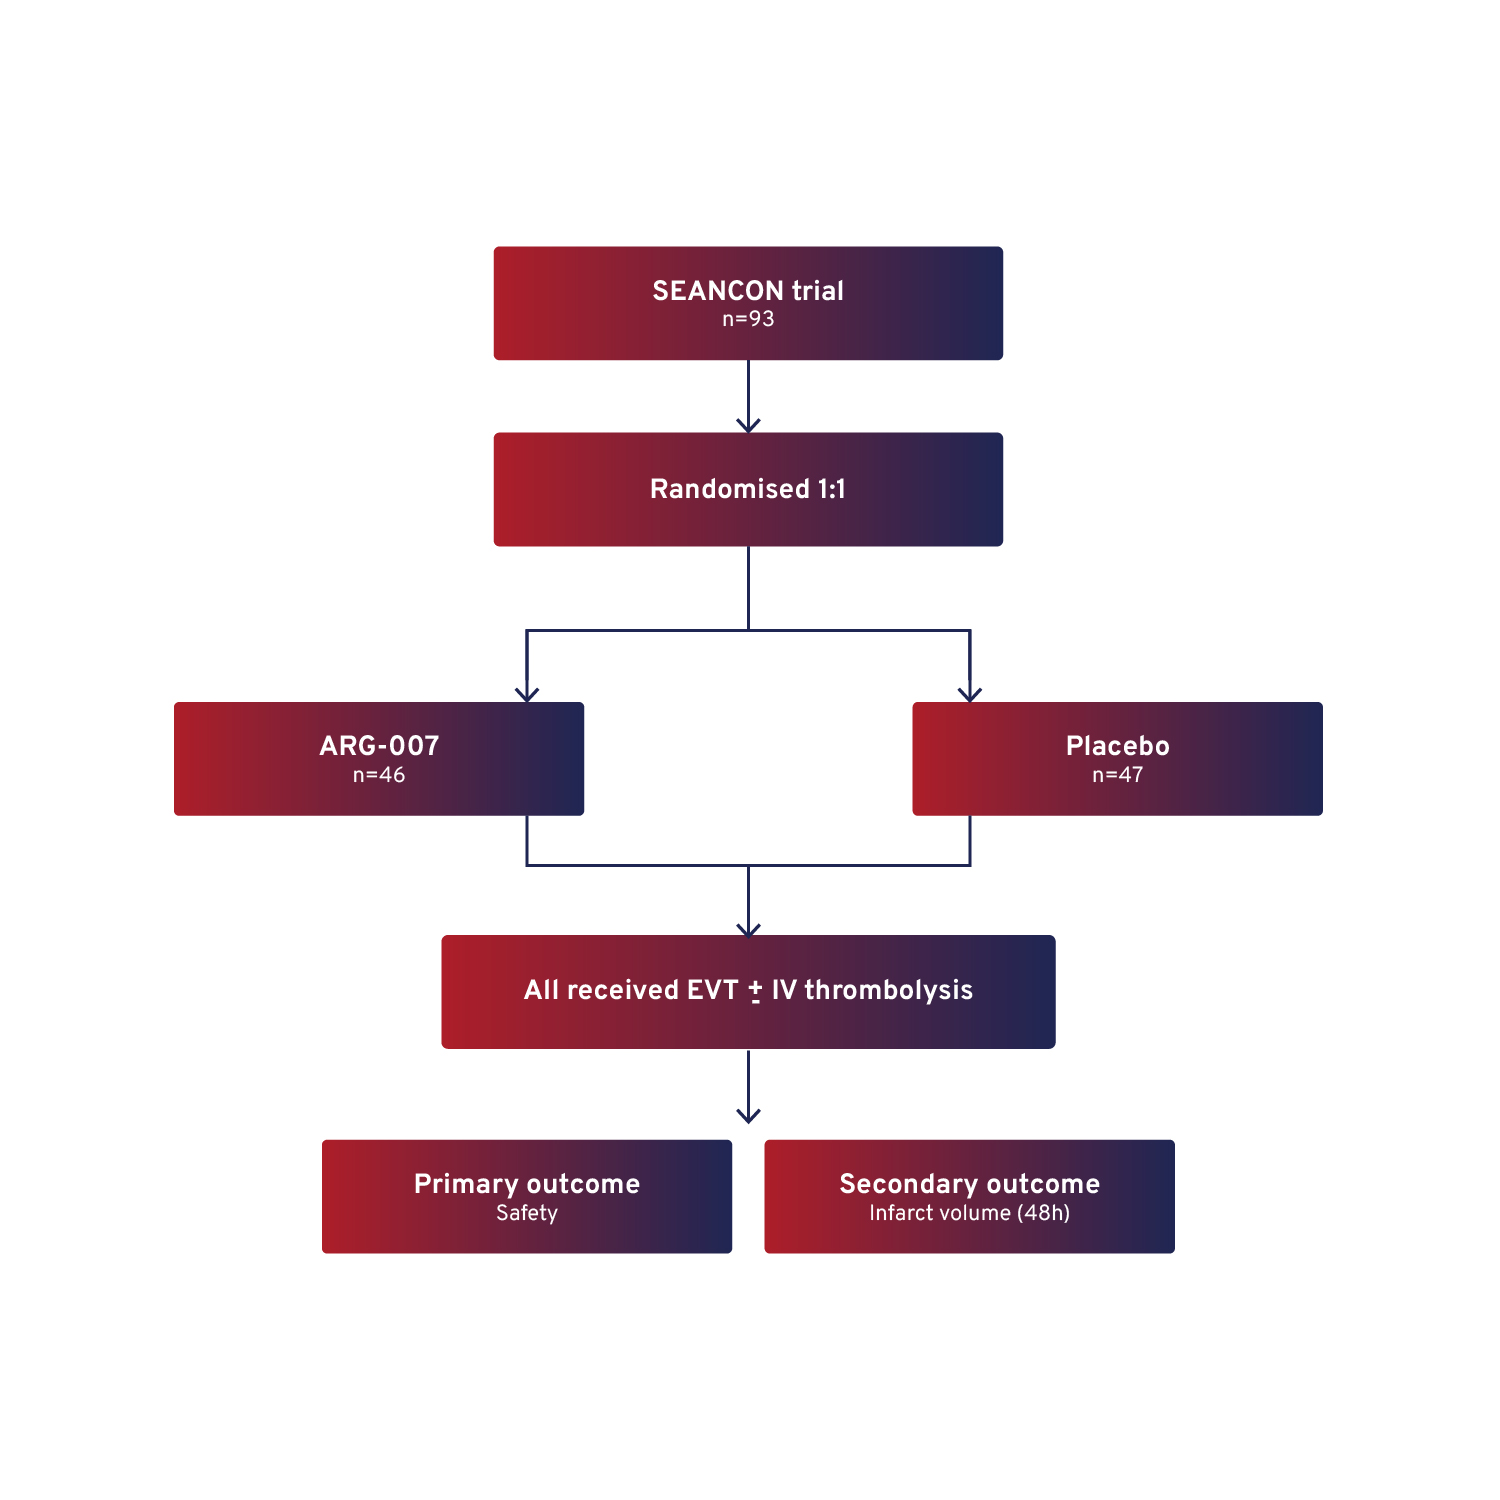 SEANCON trial
n=93
Randomised 1:1
ARG-007
n=46
Placebo
n=47
All received EVT ± IV thrombolysis
Primary outcome
Safety
Secondary outcome
Infarct volume (48h)